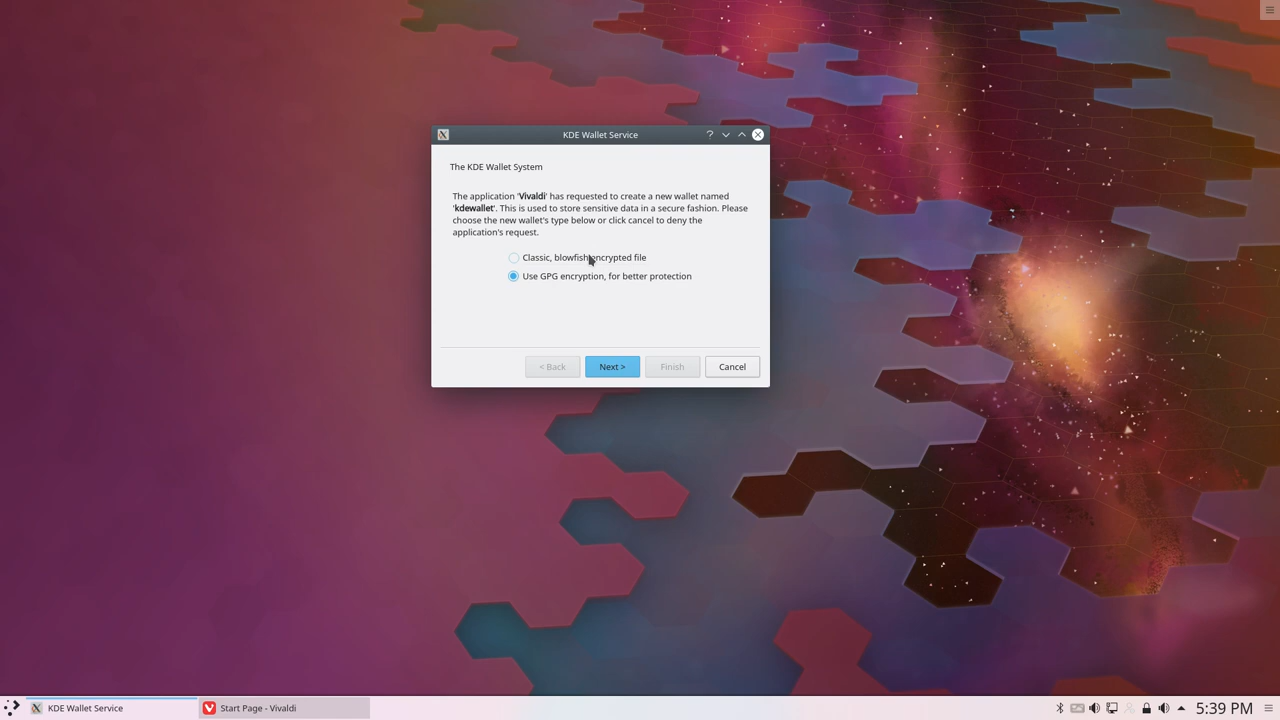 KDE Wallet Service
The KDE Wallet System
The application 'Vivaldi' has requested to create a new wallet named
'kdewallet'. This is used to store sensitive data in a secure fashion. Please
choose the new wallet's type below or click cancel to deny the
application's request.
Classic, blowfish encrypted file
Use GPG encryption, for better protection
< Back
Next >
Finish
Cancel
KDE Wallet Service
Start Page - Vivaldi
5:39 PM